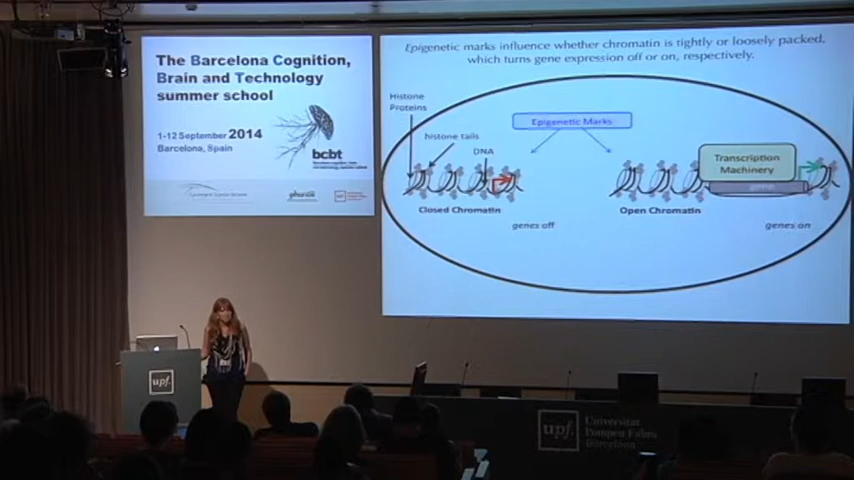 The Barcelona Cognition,
Brain and Technology
summer school
1-12 September 2014
Barcelona, Spain
bcbt
Epigenetic marks influence whether chromatin is tightly or loosely packed,
which turns gene expression off or on, respectively.
Histone
Proteins
histone tails
DNA
Epigenetic Marks
Transcription
Machinery
gene
Closed Chromatin
Open Chromatin
genes off
genes on
upf.
upf.
Universitat
Pompeu Fabra
Barcelona